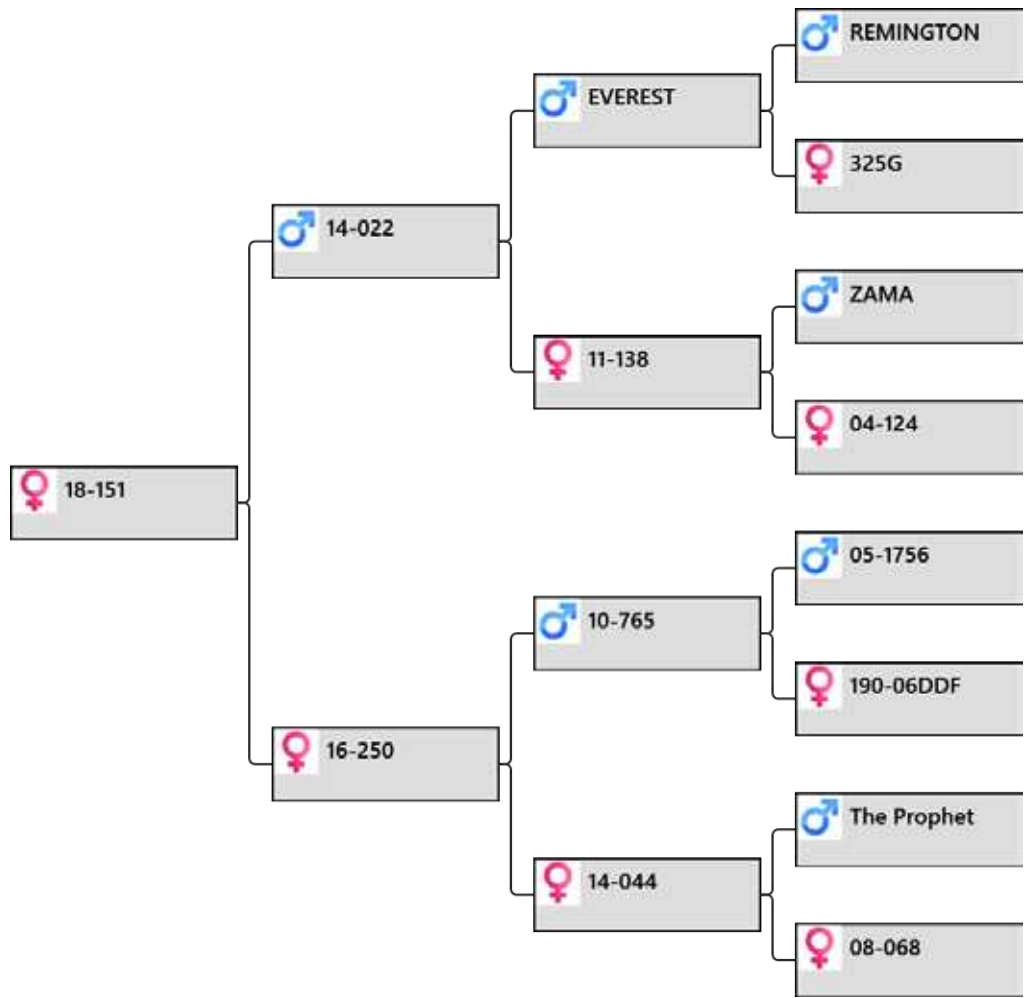 REMINGTON
EVEREST
325G
14-022
ZAMA
11-138
04-124
18-151
05-1756
10-765
190-06DDF
16-250
The Prophet
14-044
08-068